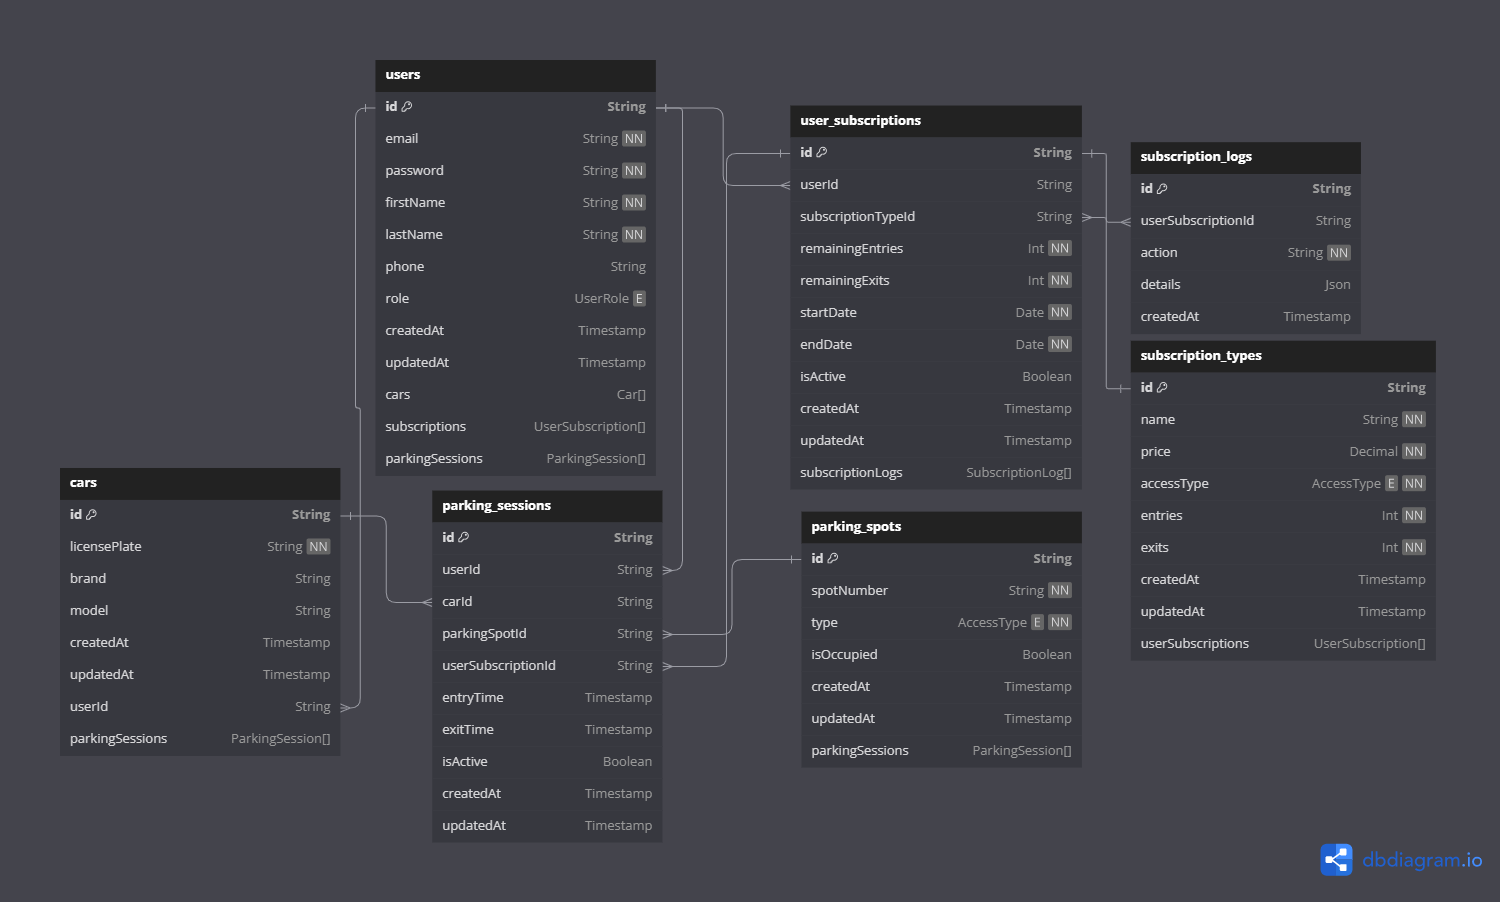 users
id String
email String NN
password String NN
firstName String NN
lastName String NN
phone String
role UserRole E
createdAt Timestamp
updatedAt Timestamp
cars Car[]
subscriptions UserSubscription[]
parkingSessions ParkingSession[]
user_subscriptions
id String
userId String
subscriptionTypeId String
remainingEntries Int NN
remainingExits Int NN
startDate Date NN
endDate Date NN
isActive Boolean
createdAt Timestamp
updatedAt Timestamp
subscriptionLogs SubscriptionLog[]
subscription_logs
id String
userSubscriptionId String
action String NN
details Json
createdAt Timestamp
subscription_types
id String
name String NN
price Decimal NN
accessType AccessType E NN
entries Int NN
exits Int NN
createdAt Timestamp
updatedAt Timestamp
userSubscriptions UserSubscription[]
cars
id String
licensePlate String NN
brand String
model String
createdAt Timestamp
updatedAt Timestamp
userId String
parkingSessions ParkingSession[]
parking_sessions
id String
userId String
carId String
parkingSpotId String
userSubscriptionId String
entryTime Timestamp
exitTime Timestamp
isActive Boolean
createdAt Timestamp
updatedAt Timestamp
parking_spots
id String
spotNumber String NN
type AccessType E NN
isOccupied Boolean
createdAt Timestamp
updatedAt Timestamp
parkingSessions ParkingSession[]
dbdiagram.io